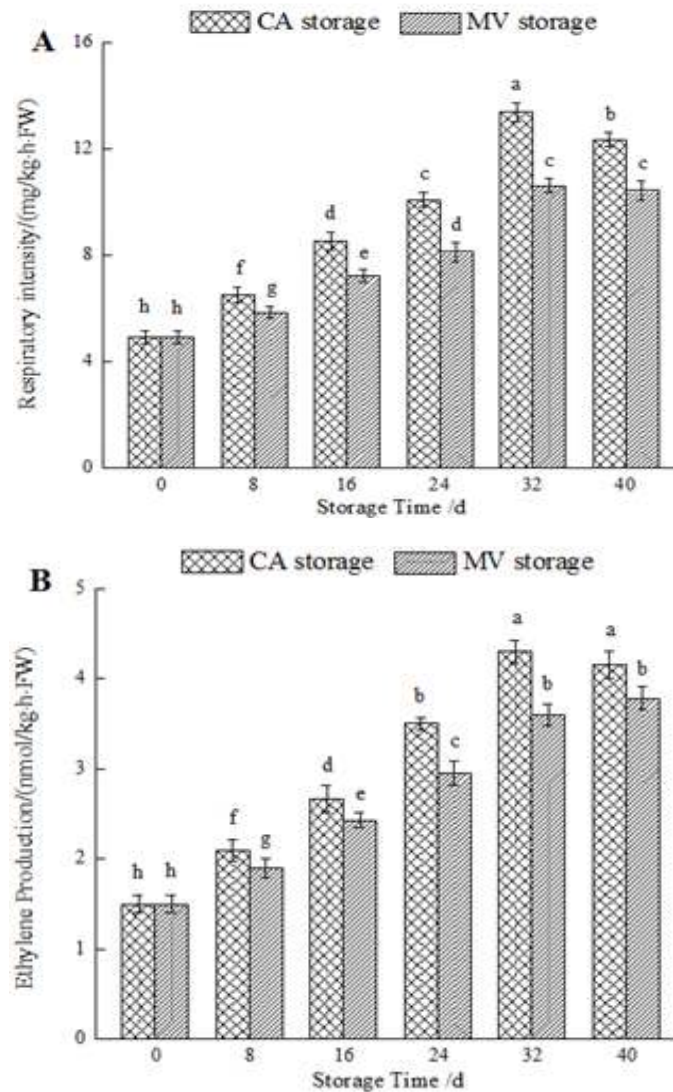 A
CA storage MV storage
Respiratory intensity/(mg/kg·h·FW)
16
12
8
4
0
h h f g d e c d a c b c
0 8 16 24 32 40
Storage Time /d
B
CA storage MV storage
Ethylene Production/(nmol/kg·h·FW)
5
4
3
2
1
0
h h f g d e b c a b a b
0 8 16 24 32 40
Storage Time /d